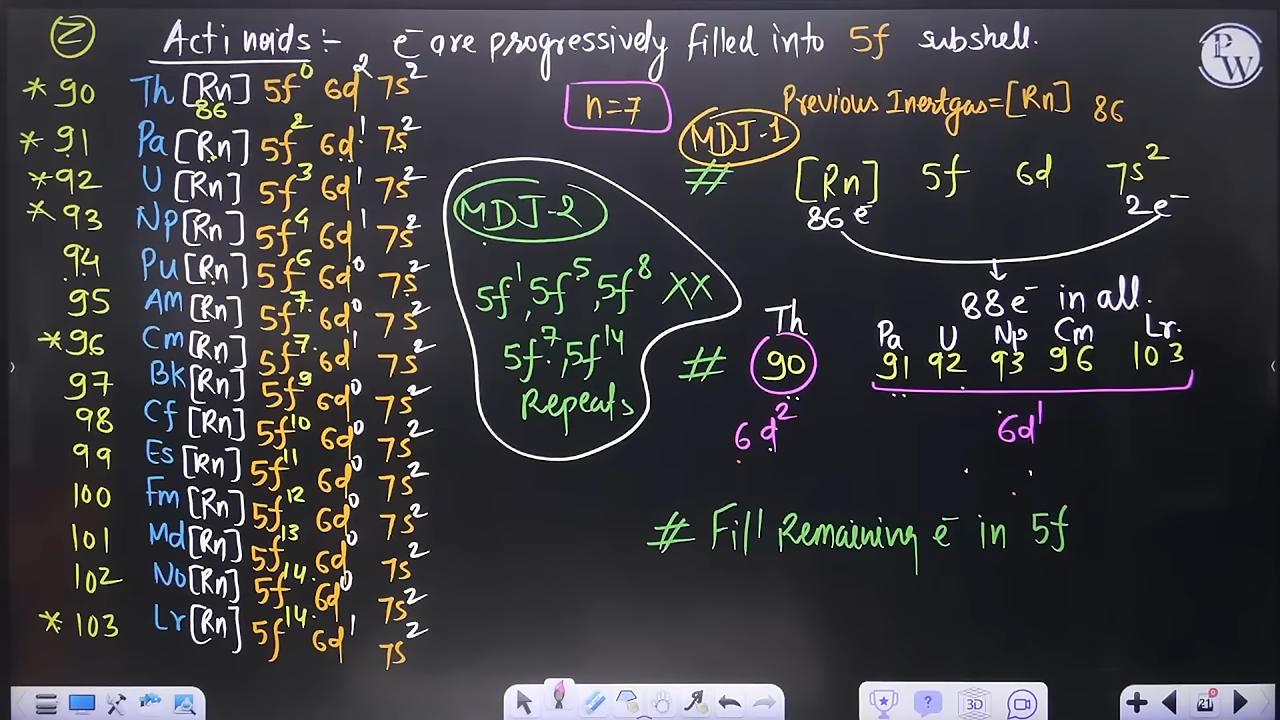 Z Actinoids :- e⁻ are progressively filled into 5f subshell.
PW
* 90 Th [Rn] 5f⁰ 6d² 7s²
86
* 91 Pa [Rn] 5f² 6d¹ 7s²
* 92 U [Rn] 5f³ 6d¹ 7s²
* 93 Np [Rn] 5f⁴ 6d¹ 7s²
94 Pu [Rn] 5f⁶ 6d⁰ 7s²
95 Am [Rn] 5f⁷ 6d⁰ 7s²
* 96 Cm [Rn] 5f⁷ 6d¹ 7s²
97 Bk [Rn] 5f⁹ 6d⁰ 7s²
98 Cf [Rn] 5f¹⁰ 6d⁰ 7s²
99 Es [Rn] 5f¹¹ 6d⁰ 7s²
100 Fm [Rn] 5f¹² 6d⁰ 7s²
101 Md [Rn] 5f¹³ 6d⁰ 7s²
102 No [Rn] 5f¹⁴ 6d⁰ 7s²
* 103 Lr [Rn] 5f¹⁴ 6d¹ 7s²
MDJ-2
5f¹, 5f⁵, 5f⁸ XX
5f⁷, 5f¹⁴
Repeats
n=7
Previous Inertgas = [Rn] 86
MDJ-1
# [Rn] 5f 6d 7s²
86 e⁻ 2e⁻
88 e⁻ in all.
Th Pa U Np Cm Lr.
# 90 91 92 93 96 103
6d² 6d¹
# Fill Remaining e⁻ in 5f
3D
21